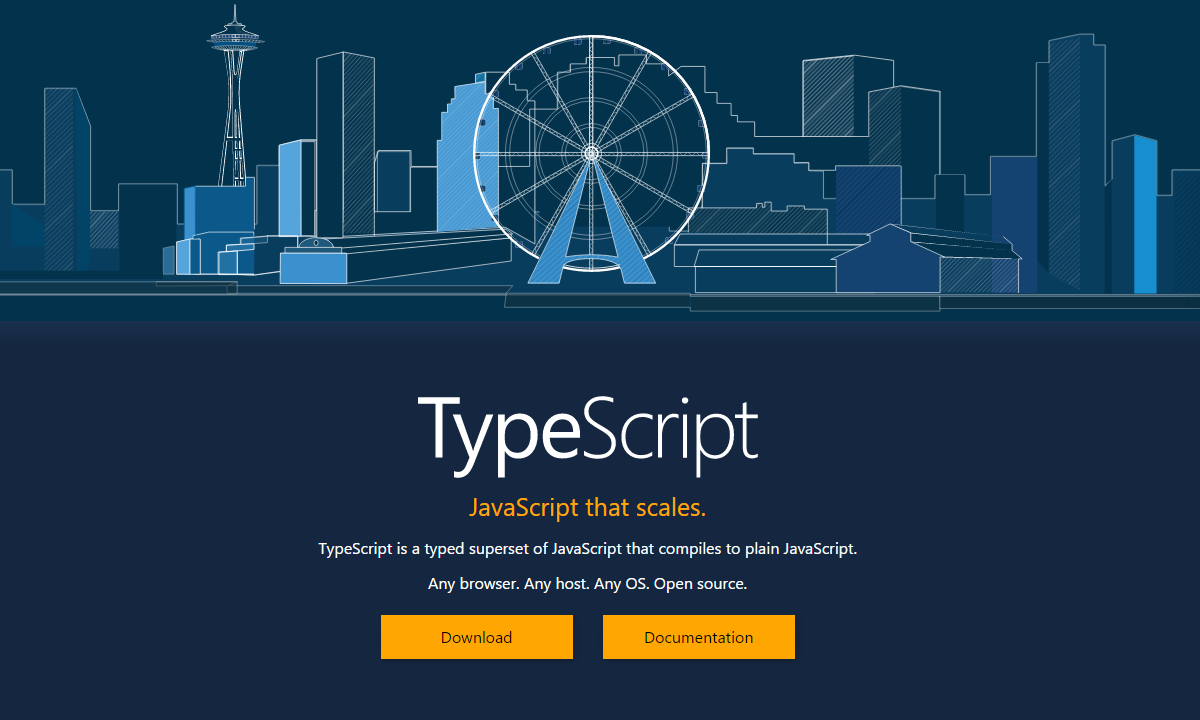 TypeScript
JavaScript that scales.
TypeScript is a typed superset of JavaScript that compiles to plain JavaScript.
Any browser. Any host. Any OS. Open source.
Download
Documentation